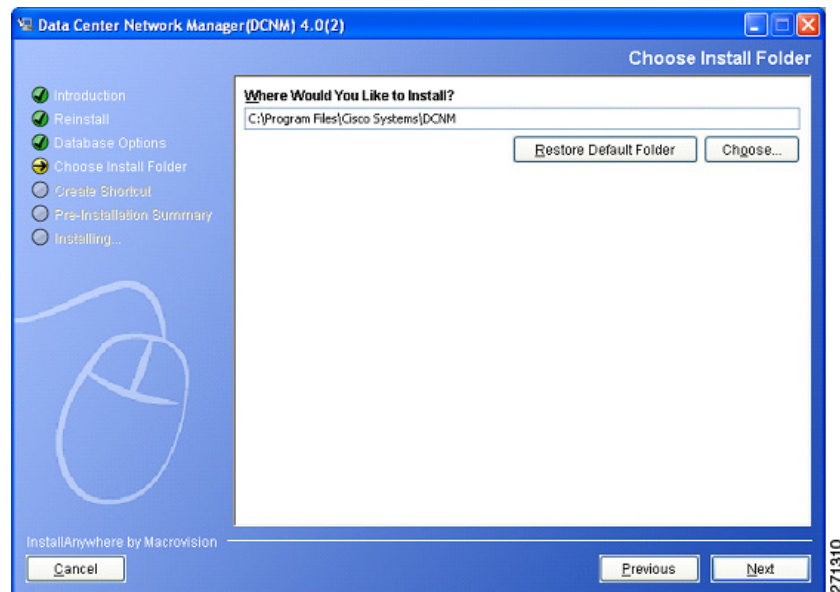 Data Center Network Manager(DCNM) 4.0(2)
Choose Install Folder
Introduction
Reinstall
Database Options
Choose Install Folder
Create Shortcut
Pre-Installation Summary
Installing...
Where Would You Like to Install?
C:\Program Files\Cisco Systems\DCNM
Restore Default Folder
Choose...
InstallAnywhere by Macrovision
Cancel
Previous
Next
271310